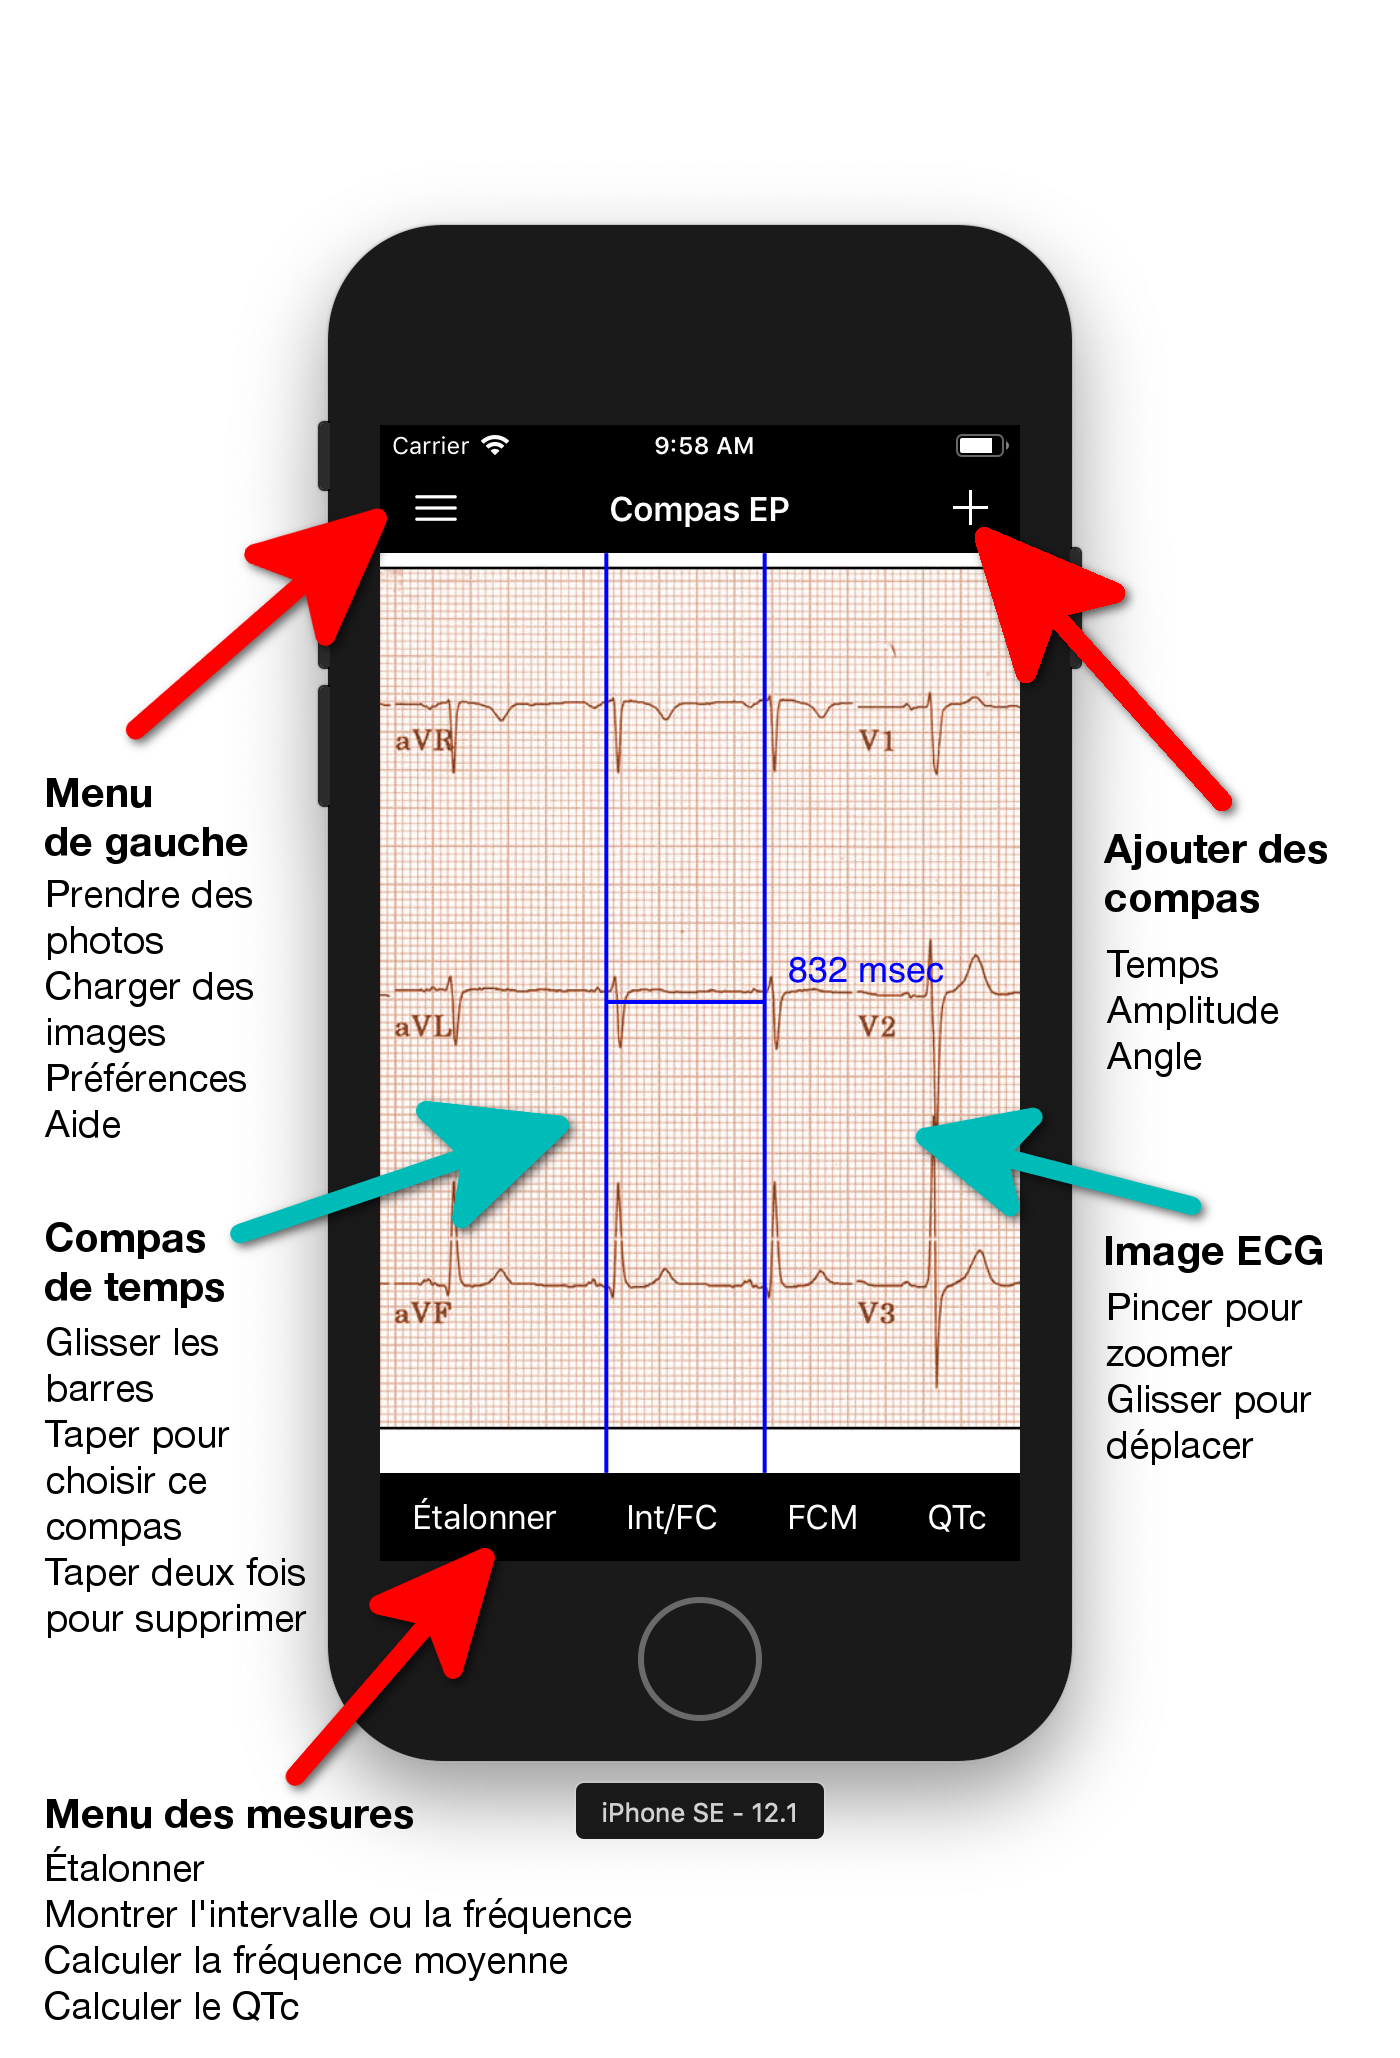 Carrier 9:58 AM
Compas EP
aVR V1
832 msec
aVL V2
aVF V3
Étalonner Int/FC FCM QTc
iPhone SE - 12.1
Menu
de gauche
Prendre des
photos
Charger des
images
Préférences
Aide
Compas
de temps
Glisser les
barres
Taper pour
choisir ce
compas
Taper deux fois
pour supprimer
Ajouter des
compas
Temps
Amplitude
Angle
Image ECG
Pincer pour
zoomer
Glisser pour
déplacer
Menu des mesures
Étalonner
Montrer l'intervalle ou la fréquence
Calculer la fréquence moyenne
Calculer le QTc